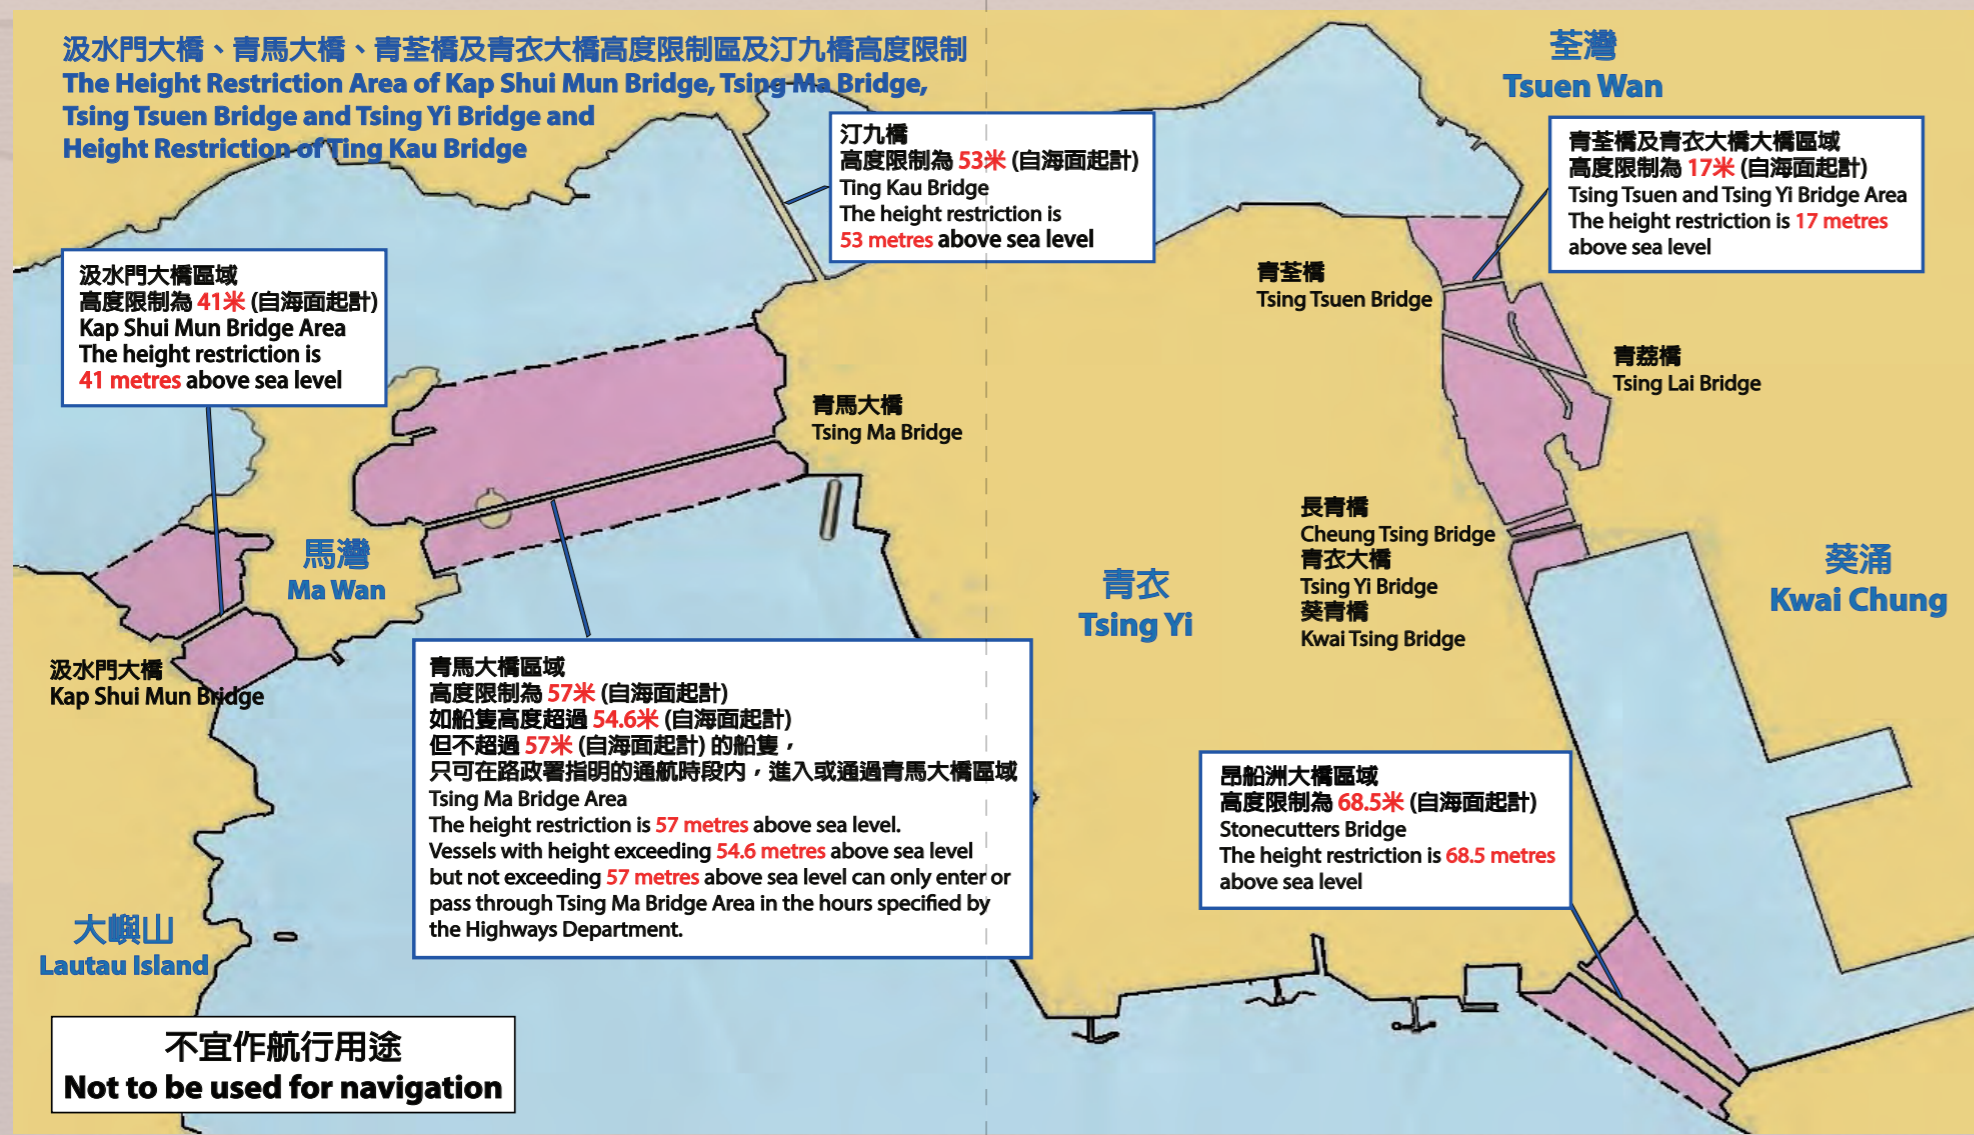 汲水門大橋、青馬大橋、青荃橋及青衣大橋高度限制區及汀九橋高度限制
The Height Restriction Area of Kap Shui Mun Bridge, Tsing Ma Bridge,
Tsing Tsuen Bridge and Tsing Yi Bridge and
Height Restriction of Ting Kau Bridge
荃灣
Tsuen Wan
汀九橋
高度限制為 53米 (自海面起計)
Ting Kau Bridge
The height restriction is
53 metres above sea level
青荃橋及青衣大橋大橋區域
高度限制為 17米 (自海面起計)
Tsing Tsuen and Tsing Yi Bridge Area
The height restriction is 17 metres
above sea level
汲水門大橋區域
高度限制為 41米 (自海面起計)
Kap Shui Mun Bridge Area
The height restriction is
41 metres above sea level
青荃橋
Tsing Tsuen Bridge
青荔橋
Tsing Lai Bridge
青馬大橋
Tsing Ma Bridge
長青橋
Cheung Tsing Bridge
青衣大橋
Tsing Yi Bridge
葵青橋
Kwai Tsing Bridge
馬灣
Ma Wan
青衣
Tsing Yi
葵涌
Kwai Chung
汲水門大橋
Kap Shui Mun Bridge
青馬大橋區域
高度限制為 57米 (自海面起計)
如船隻高度超過 54.6米 (自海面起計)
但不超過 57米 (自海面起計) 的船隻，
只可在路政署指明的通航時段内，進入或通過青馬大橋區域
Tsing Ma Bridge Area
The height restriction is 57 metres above sea level.
Vessels with height exceeding 54.6 metres above sea level
but not exceeding 57 metres above sea level can only enter or
pass through Tsing Ma Bridge Area in the hours specified by
the Highways Department.
昂船洲大橋區域
高度限制為 68.5米 (自海面起計)
Stonecutters Bridge
The height restriction is 68.5 metres
above sea level
大嶼山
Lautau Island
不宜作航行用途
Not to be used for navigation